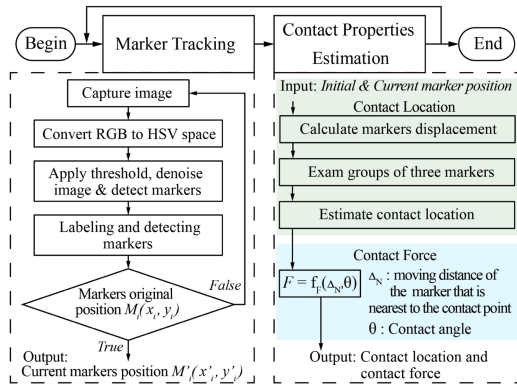 Begin
Marker Tracking
Contact Properties
Estimation
End
Capture image
Convert RGB to HSV space
Apply threshold, denoise
image & detect markers
Labeling and detecting
markers
Markers original
position M_i(x_i, y_i)
False
True
Output:
Current markers position M'_i(x'_i, y'_i)
Input: Initial & Current marker position
Contact Location
Calculate markers displacement
Exam groups of three markers
Estimate contact location
Contact Force
F = f_F(Δ_N,θ)
Δ_N : moving distance of
the marker that is
nearest to the contact point
θ : Contact angle
Output: Contact location and
contact force